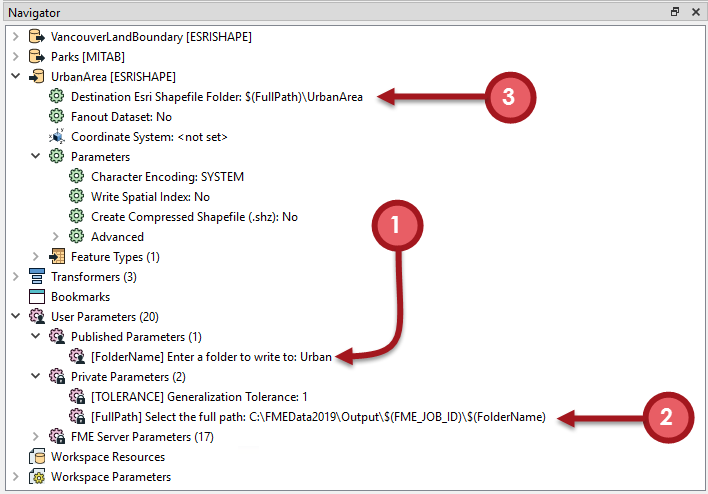 Navigator
VancouverLandBoundary [ESRISHAPE]
Parks [MITAB]
UrbanArea [ESRISHAPE]
Destination Esri Shapefile Folder: $(FullPath)\UrbanArea
3
Fanout Dataset: No
Coordinate System: <not set>
Parameters
Character Encoding: SYSTEM
Write Spatial Index: No
Create Compressed Shapefile (.shz): No
1
Advanced
Feature Types (1)
Transformers (3)
Bookmarks
User Parameters (20)
Published Parameters (1)
[FolderName] Enter a folder to write to: Urban
Private Parameters (2)
[TOLERANCE] Generalization Tolerance: 1
[FullPath] Select the full path: C:\FMEData2019\Output\$(FME_JOB_ID)\$(FolderName)
2
FME Server Parameters (17)
Workspace Resources
Workspace Parameters